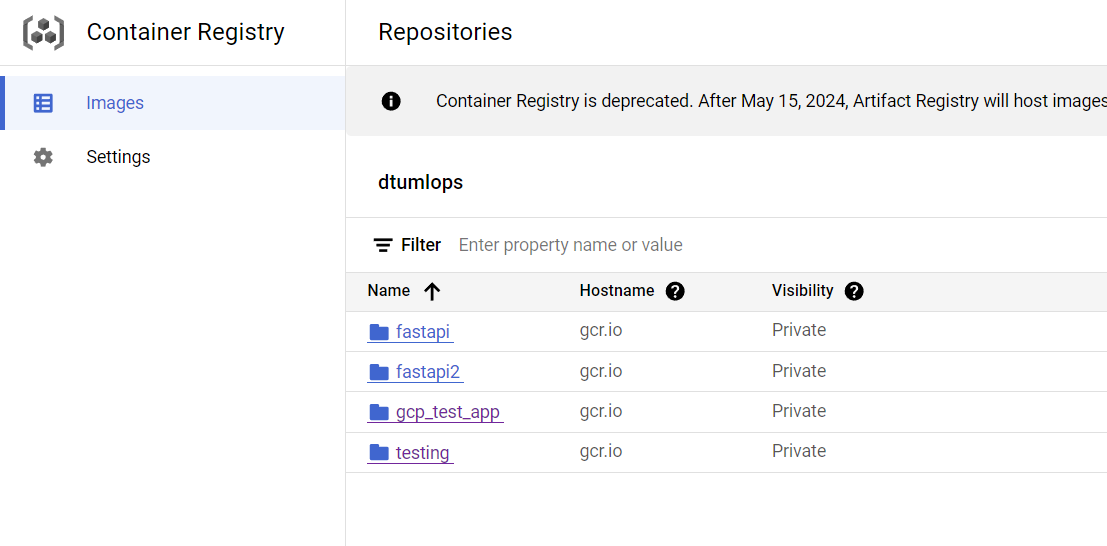 Container Registry
Repositories
Images
Settings
Container Registry is deprecated. After May 15, 2024, Artifact Registry will host images
dtumlops
Filter Enter property name or value
Name Hostname Visibility
fastapi gcr.io Private
fastapi2 gcr.io Private
gcp_test_app gcr.io Private
testing gcr.io Private